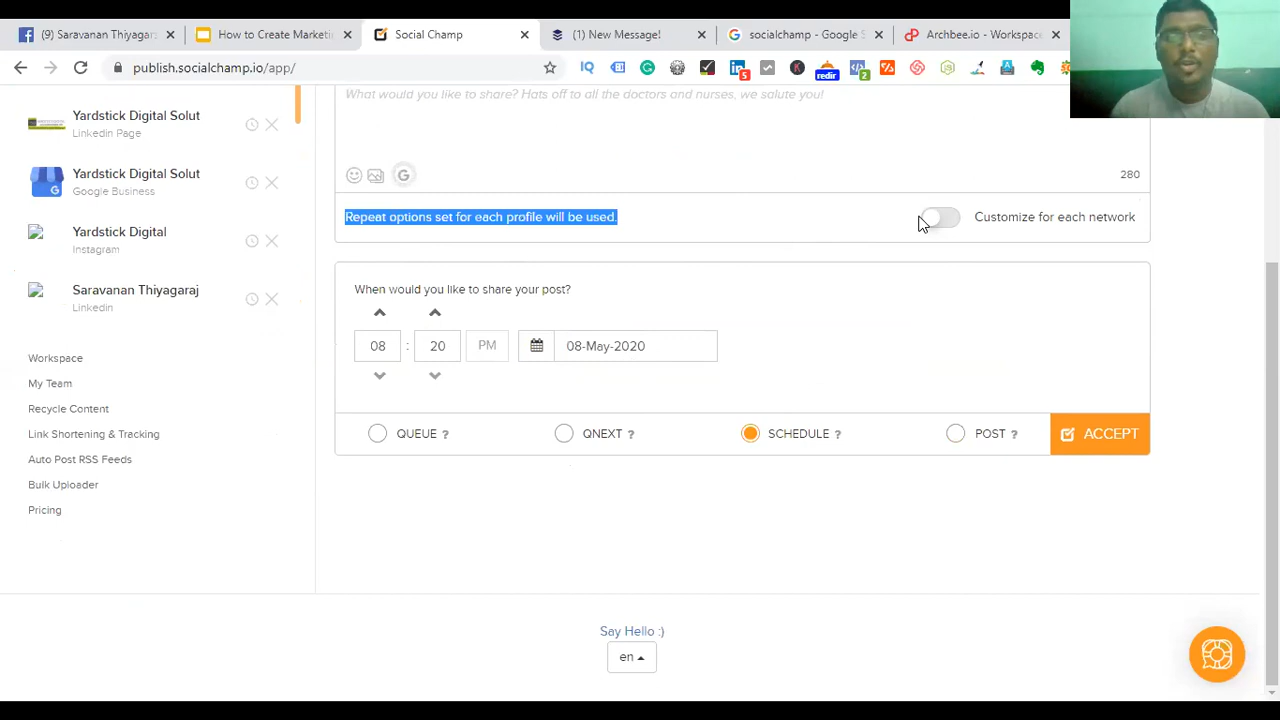 (9) Saravanan Thiyagars
How to Create Marketin
Social Champ
(1) New Message!
socialchamp - Google S
Archbee.io - Workspace
publish.socialchamp.io/app/
What would you like to share? Hats off to all the doctors and nurses, we salute you!
280
Repeat options set for each profile will be used.
Customize for each network
Yardstick Digital Solut
Linkedin Page
Yardstick Digital Solut
Google Business
Yardstick Digital
Instagram
Saravanan Thiyagaraj
Linkedin
Workspace
My Team
Recycle Content
Link Shortening & Tracking
Auto Post RSS Feeds
Bulk Uploader
Pricing
When would you like to share your post?
08 : 20 PM 08-May-2020
QUEUE ? QNEXT ? SCHEDULE ? POST ? ACCEPT
Say Hello :)
en